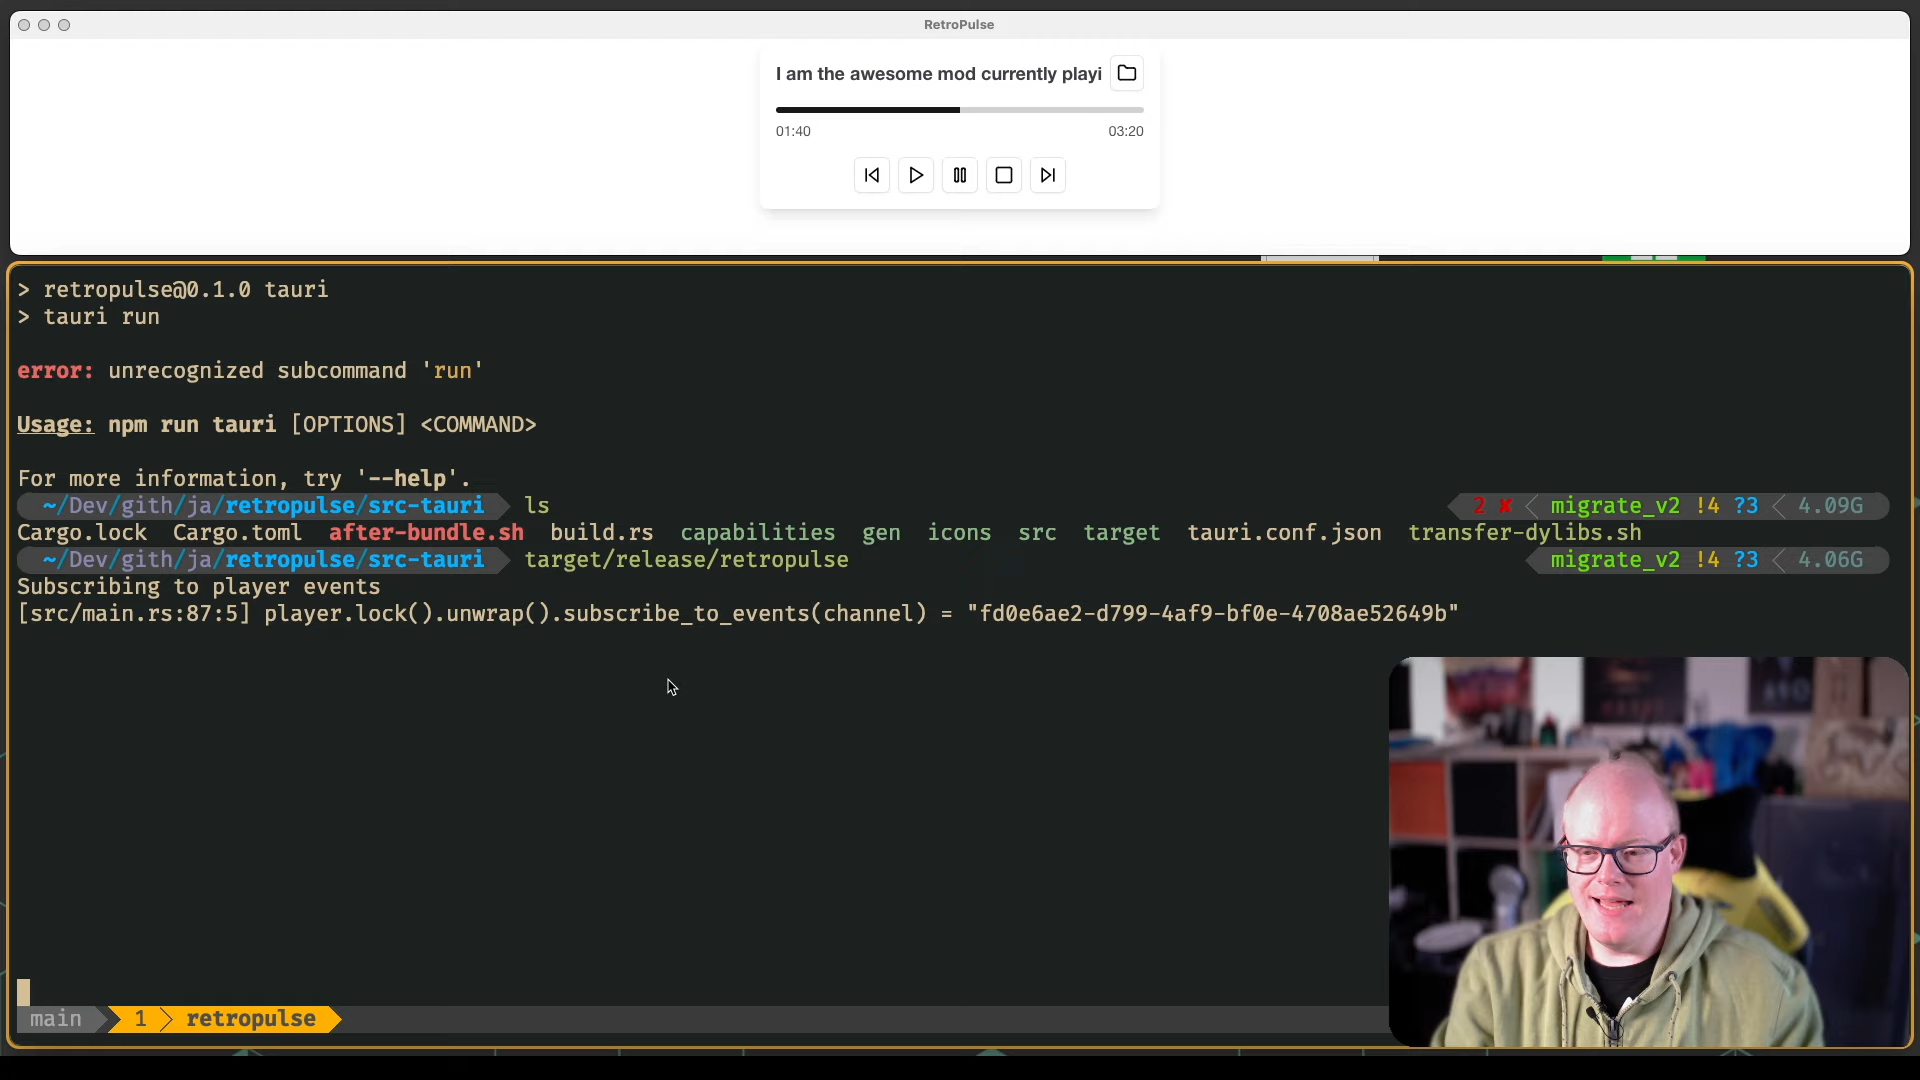 RetroPulse
I am the awesome mod currently playi
01:40 03:20
> retropulse@0.1.0 tauri
> tauri run
error: unrecognized subcommand 'run'
Usage: npm run tauri [OPTIONS] <COMMAND>
For more information, try '--help'.
~/Dev/gith/ja/retropulse/src-tauri ls 2 ✘ migrate_v2 !4 ?3 4.09G
Cargo.lock Cargo.toml after-bundle.sh build.rs capabilities gen icons src target tauri.conf.json transfer-dylibs.sh
~/Dev/gith/ja/retropulse/src-tauri target/release/retropulse migrate_v2 !4 ?3 4.06G
Subscribing to player events
[src/main.rs:87:5] player.lock().unwrap().subscribe_to_events(channel) = "fd0e6ae2-d799-4af9-bf0e-4708ae52649b"
main 1 retropulse